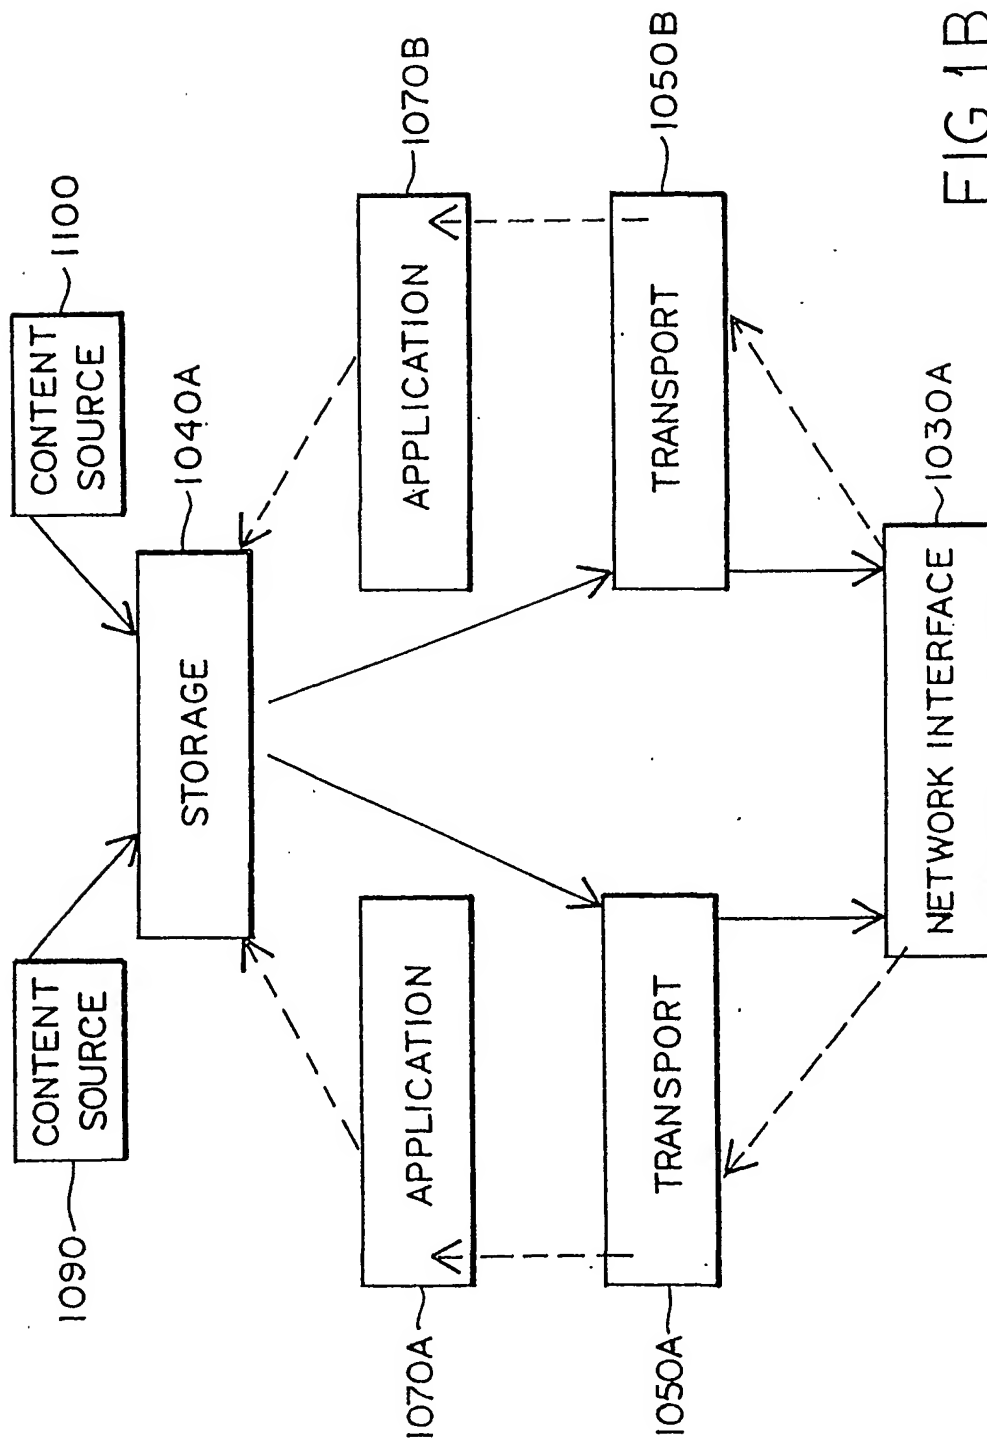 1090
CONTENT
SOURCE
CONTENT
SOURCE
1100
STORAGE
1040A
1070A
APPLICATION
APPLICATION
1070B
1050A
TRANSPORT
TRANSPORT
1050B
NETWORK INTERFACE
1030A
FIG. 1B